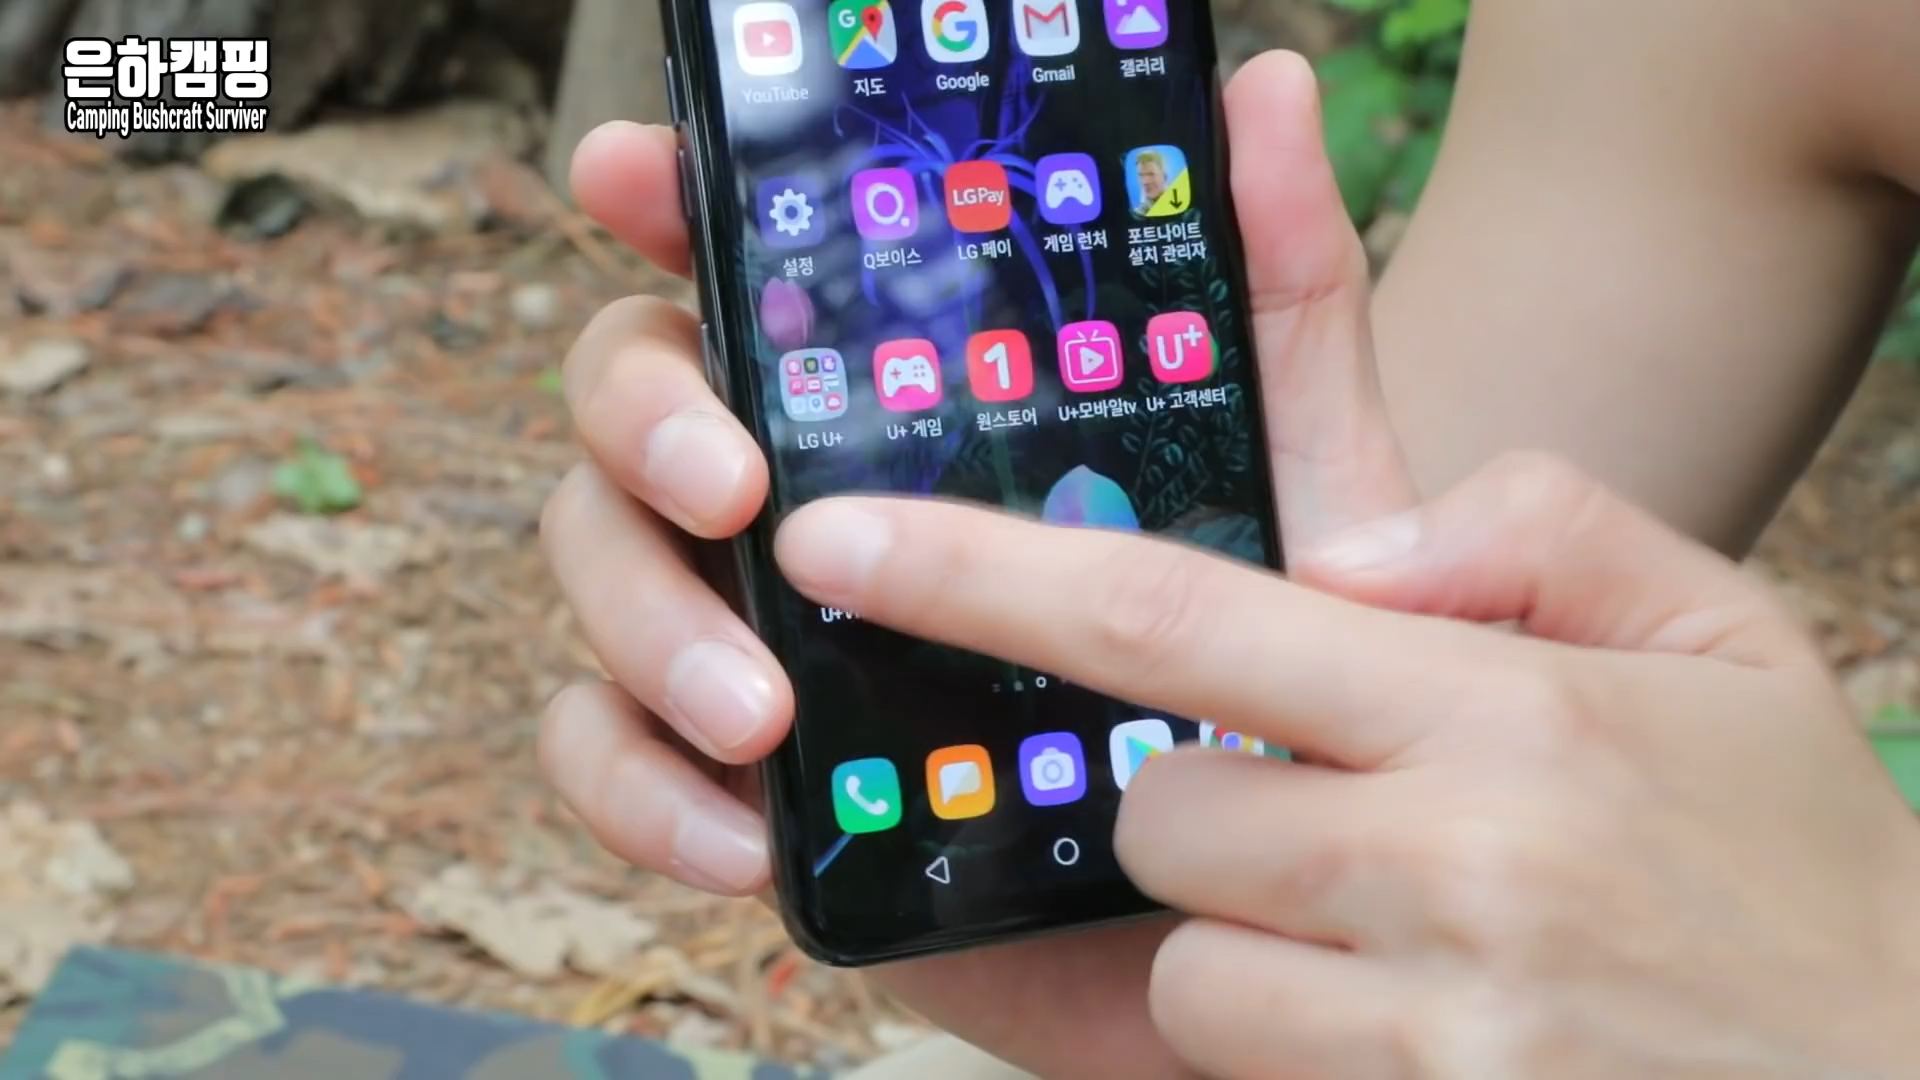 은하캠핑
Camping Bushcraft Surviver
YouTube
지도
Google
Gmail
갤러리
LG Pay
설정
Q보이스
LG 페이
게임 런처
포트나이트
설치 관리자
1
U+
LG U+
U+ 게임
원스토어
U+모바일tv
U+ 고객센터